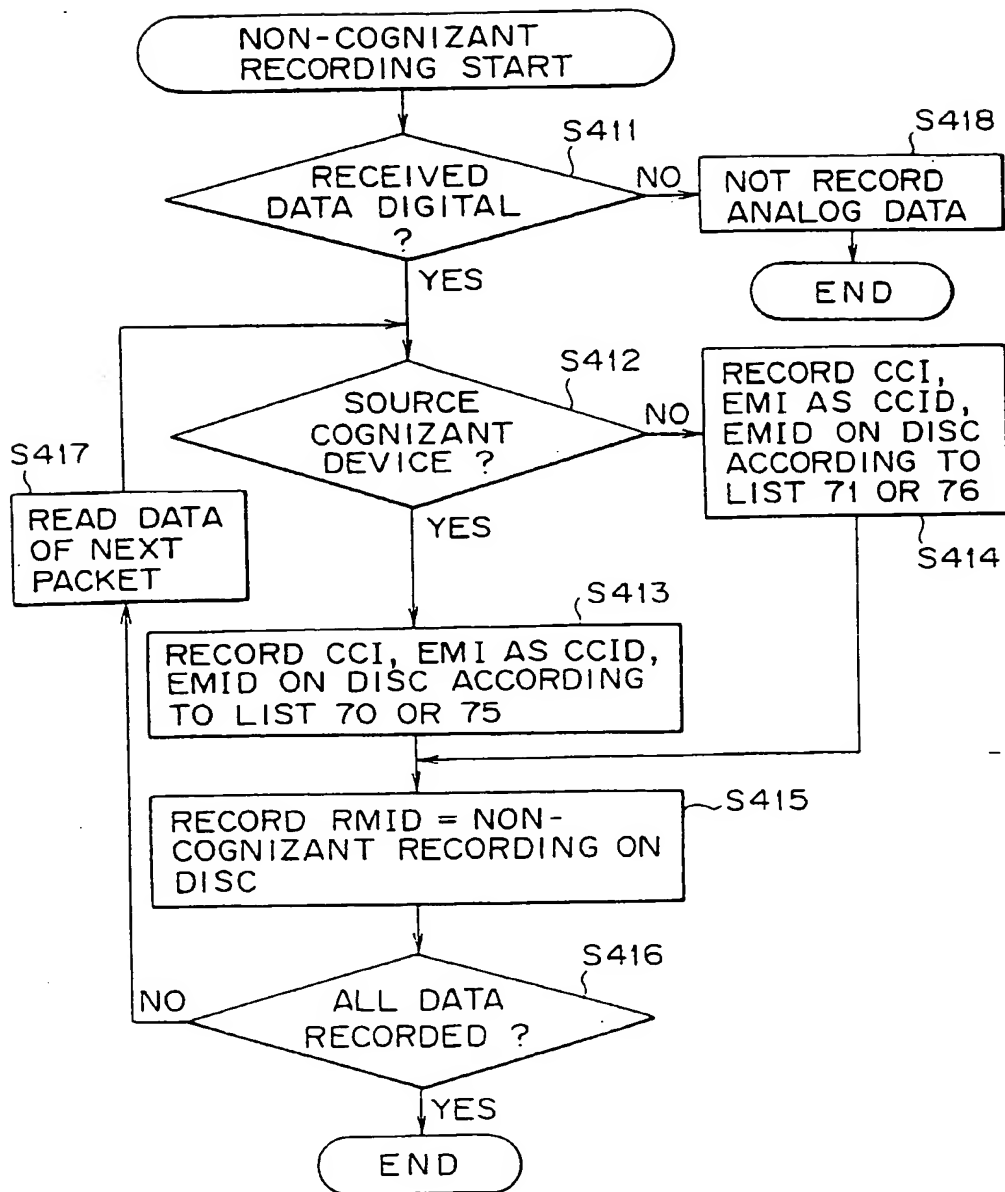 NON-COGNIZANT
RECORDING START
S411
RECEIVED
DATA DIGITAL
?
NO
S418
NOT RECORD
ANALOG DATA
END
YES
S412
SOURCE
COGNIZANT
DEVICE ?
NO
RECORD CCI,
EMI AS CCID,
EMID ON DISC
ACCORDING TO
LIST 71 OR 76
S414
YES
S417
READ DATA
OF NEXT
PACKET
S413
RECORD CCI, EMI AS CCID,
EMID ON DISC ACCORDING
TO LIST 70 OR 75
S415
RECORD RMID = NON-
COGNIZANT RECORDING ON
DISC
S416
ALL DATA
RECORDED ?
NO
YES
END